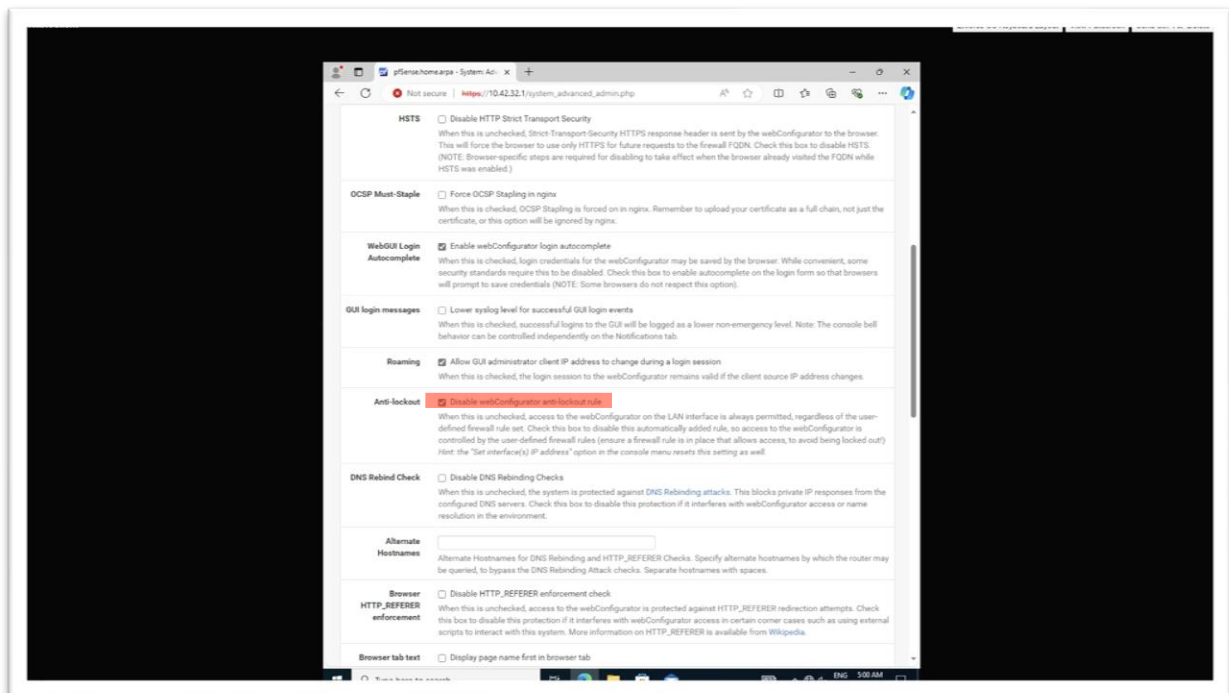 pfSense.home.arpa - System: Ad
Not secure https://10.42.32.1/system_advanced_admin.php
HSTS
Disable HTTP Strict Transport Security
When this is unchecked, Strict-Transport-Security HTTPS response header is sent by the webConfigurator to the browser.
This will force the browser to use only HTTPS for future requests to the firewall FQDN. Check this box to disable HSTS.
(NOTE: Browser-specific steps are required for disabling to take effect when the browser already visited the FQDN while
HSTS was enabled.)
OCSP Must-Staple
Force OCSP Stapling in nginx
When this is checked, OCSP Stapling is forced on in nginx. Remember to upload your certificate as a full chain, not just the
certificate, or this option will be ignored by nginx.
WebGUI Login
Autocomplete
Enable webConfigurator login autocomplete
When this is checked, login credentials for the webConfigurator may be saved by the browser. While convenient, some
security standards require this to be disabled. Check this box to enable autocomplete on the login form so that browsers
will prompt to save credentials (NOTE: Some browsers do not respect this option).
GUI login messages
Lower syslog level for successful GUI login events
When this is checked, successful logins to the GUI will be logged as a lower non-emergency level. Note: The console bell
behavior can be controlled independently on the Notifications tab.
Roaming
Allow GUI administrator client IP address to change during a login session
When this is checked, the login session to the webConfigurator remains valid if the client source IP address changes.
Anti-lockout
Disable webConfigurator anti-lockout rule
When this is unchecked, access to the webConfigurator on the LAN interface is always permitted, regardless of the user-
defined firewall rule set. Check this box to disable this automatically added rule, so access to the webConfigurator is
controlled by the user-defined firewall rules (ensure a firewall rule is in place that allows access, to avoid being locked out!)
Hint: the "Set interface(s) IP address" option in the console menu resets this setting as well.
DNS Rebind Check
Disable DNS Rebinding Checks
When this is unchecked, the system is protected against DNS Rebinding attacks. This blocks private IP responses from the
configured DNS servers. Check this box to disable this protection if it interferes with webConfigurator access or name
resolution in the environment.
Alternate
Hostnames
Alternate Hostnames for DNS Rebinding and HTTP_REFERER Checks. Specify alternate hostnames by which the router may
be queried, to bypass the DNS Rebinding Attack checks. Separate hostnames with spaces.
Browser
HTTP_REFERER
enforcement
Disable HTTP_REFERER enforcement check
When this is unchecked, access to the webConfigurator is protected against HTTP_REFERER redirection attempts. Check
this box to disable this protection if it interferes with webConfigurator access in certain corner cases such as using external
scripts to interact with this system. More information on HTTP_REFERER is available from Wikipedia.
Browser tab text
Display page name first in browser tab
Type here to search
ENG 5:00 AM